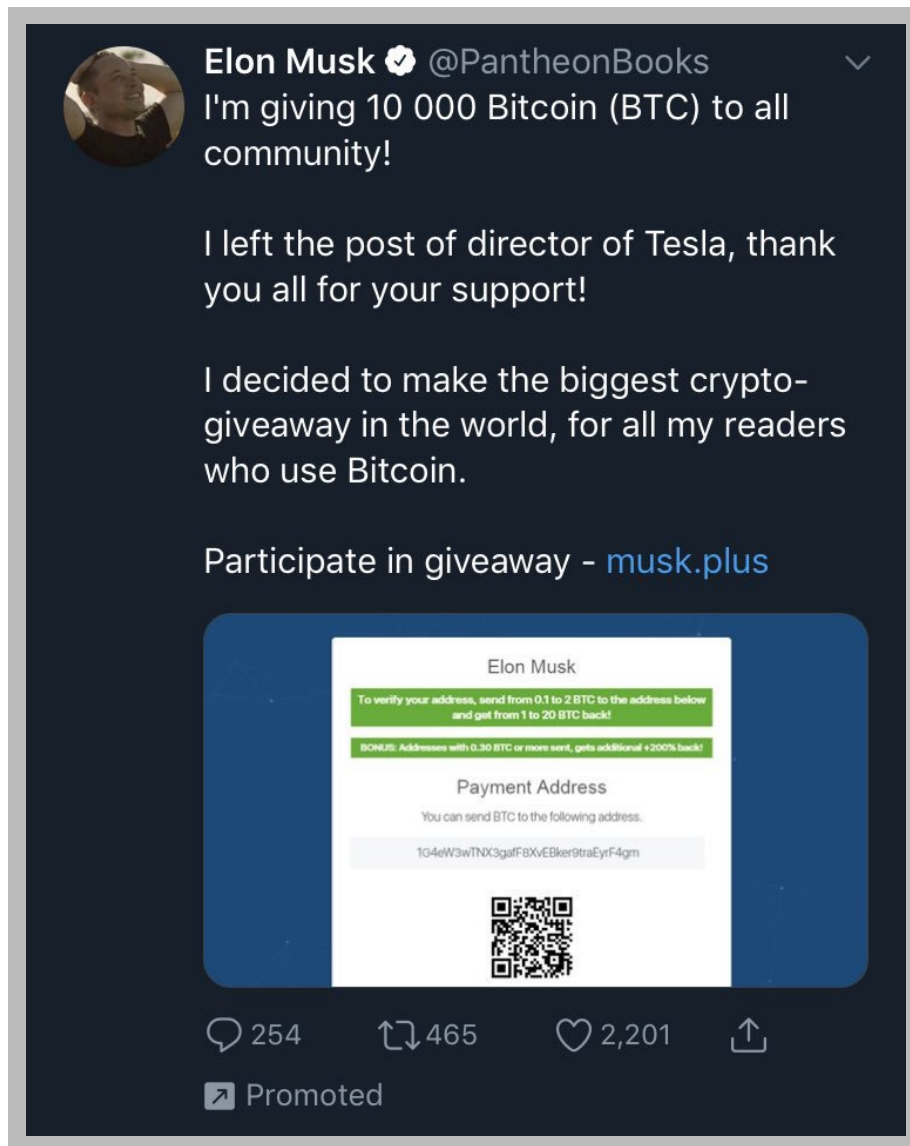 Elon Musk @PantheonBooks
I'm giving 10 000 Bitcoin (BTC) to all
community!
I left the post of director of Tesla, thank
you all for your support!
I decided to make the biggest crypto-
giveaway in the world, for all my readers
who use Bitcoin.
Participate in giveaway - musk.plus
Elon Musk
To verify your address, send from 0.1 to 2 BTC to the address below
and get from 1 to 20 BTC back!
BONUS: Addresses with 0.30 BTC or more sent, gets additional +200% back!
Payment Address
You can send BTC to the following address.
1G4eW3wTNX3gafF8XvEBker9traEyrF4gm
254 465 2,201
Promoted